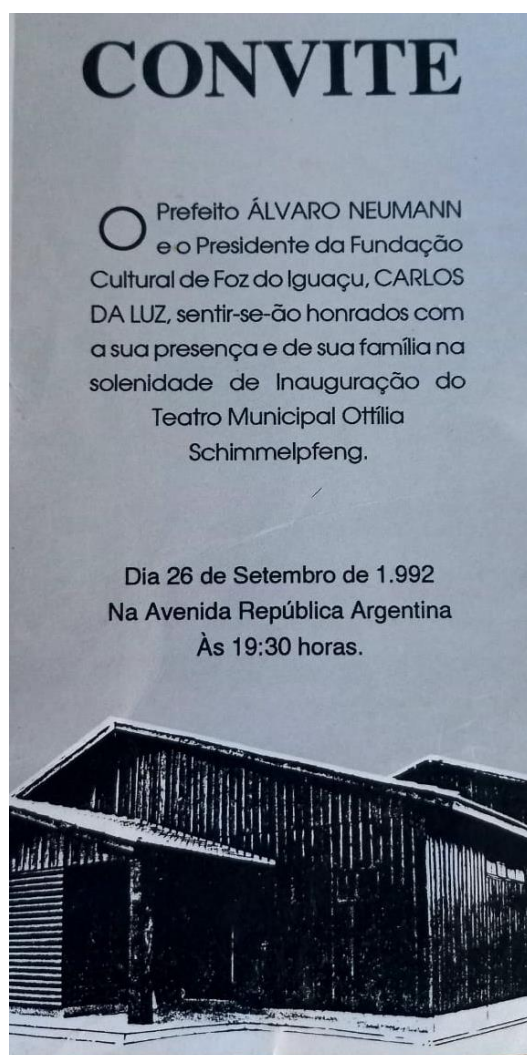 CONVITE
O Prefeito ÁLVARO NEUMANN
e o Presidente da Fundação
Cultural de Foz do Iguaçu, CARLOS
DA LUZ, sentir-se-ão honrados com
a sua presença e de sua família na
solenidade de Inauguração do
Teatro Municipal Ottília
Schimmelpfeng.
Dia 26 de Setembro de 1.992
Na Avenida República Argentina
Às 19:30 horas.